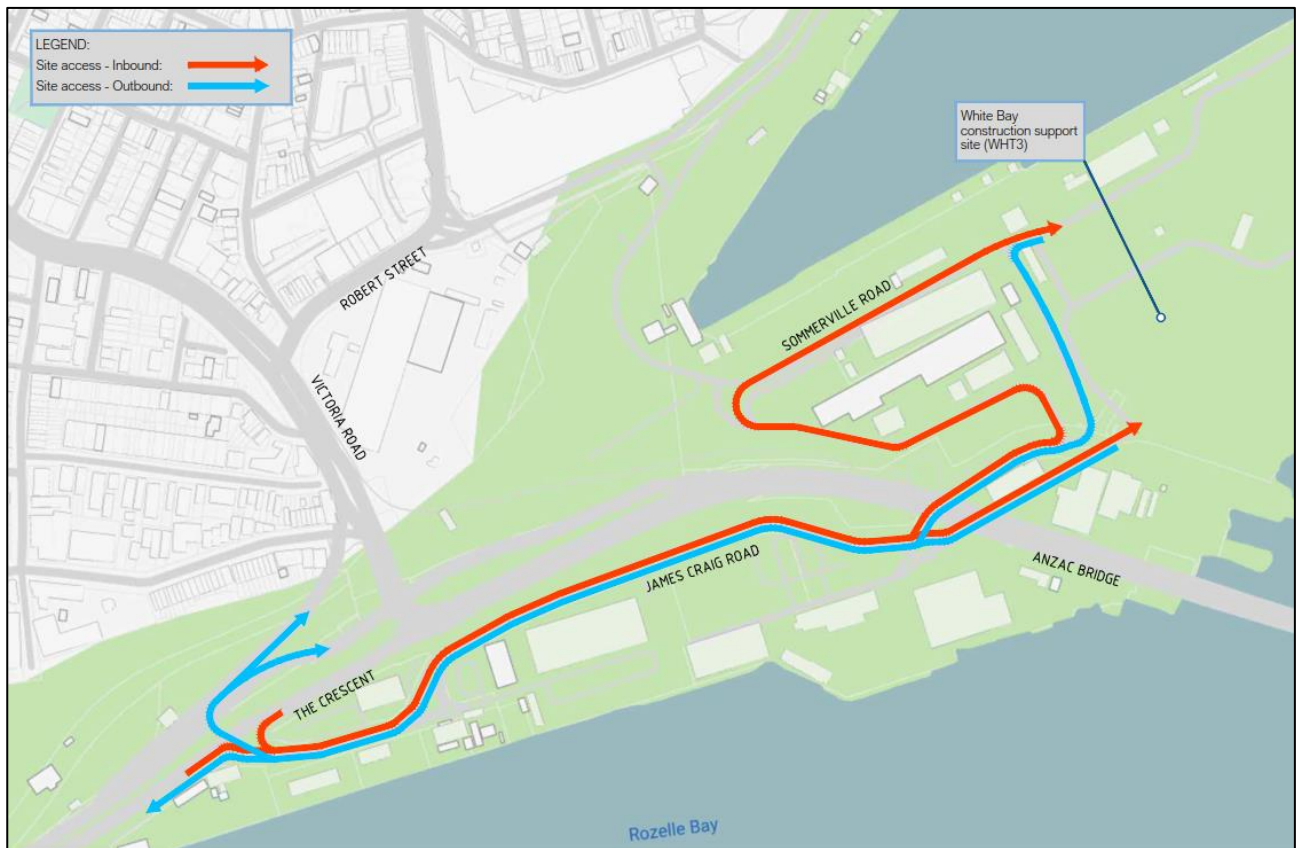 LEGEND:
Site access - Inbound:
Site access - Outbound:
White Bay
construction support
site (WHT3)
ROBERT STREET
SOMMERVILLE ROAD
VICTORIA ROAD
JAMES CRAIG ROAD
ANZAC BRIDGE
THE CRESCENT
Rozelle Bay